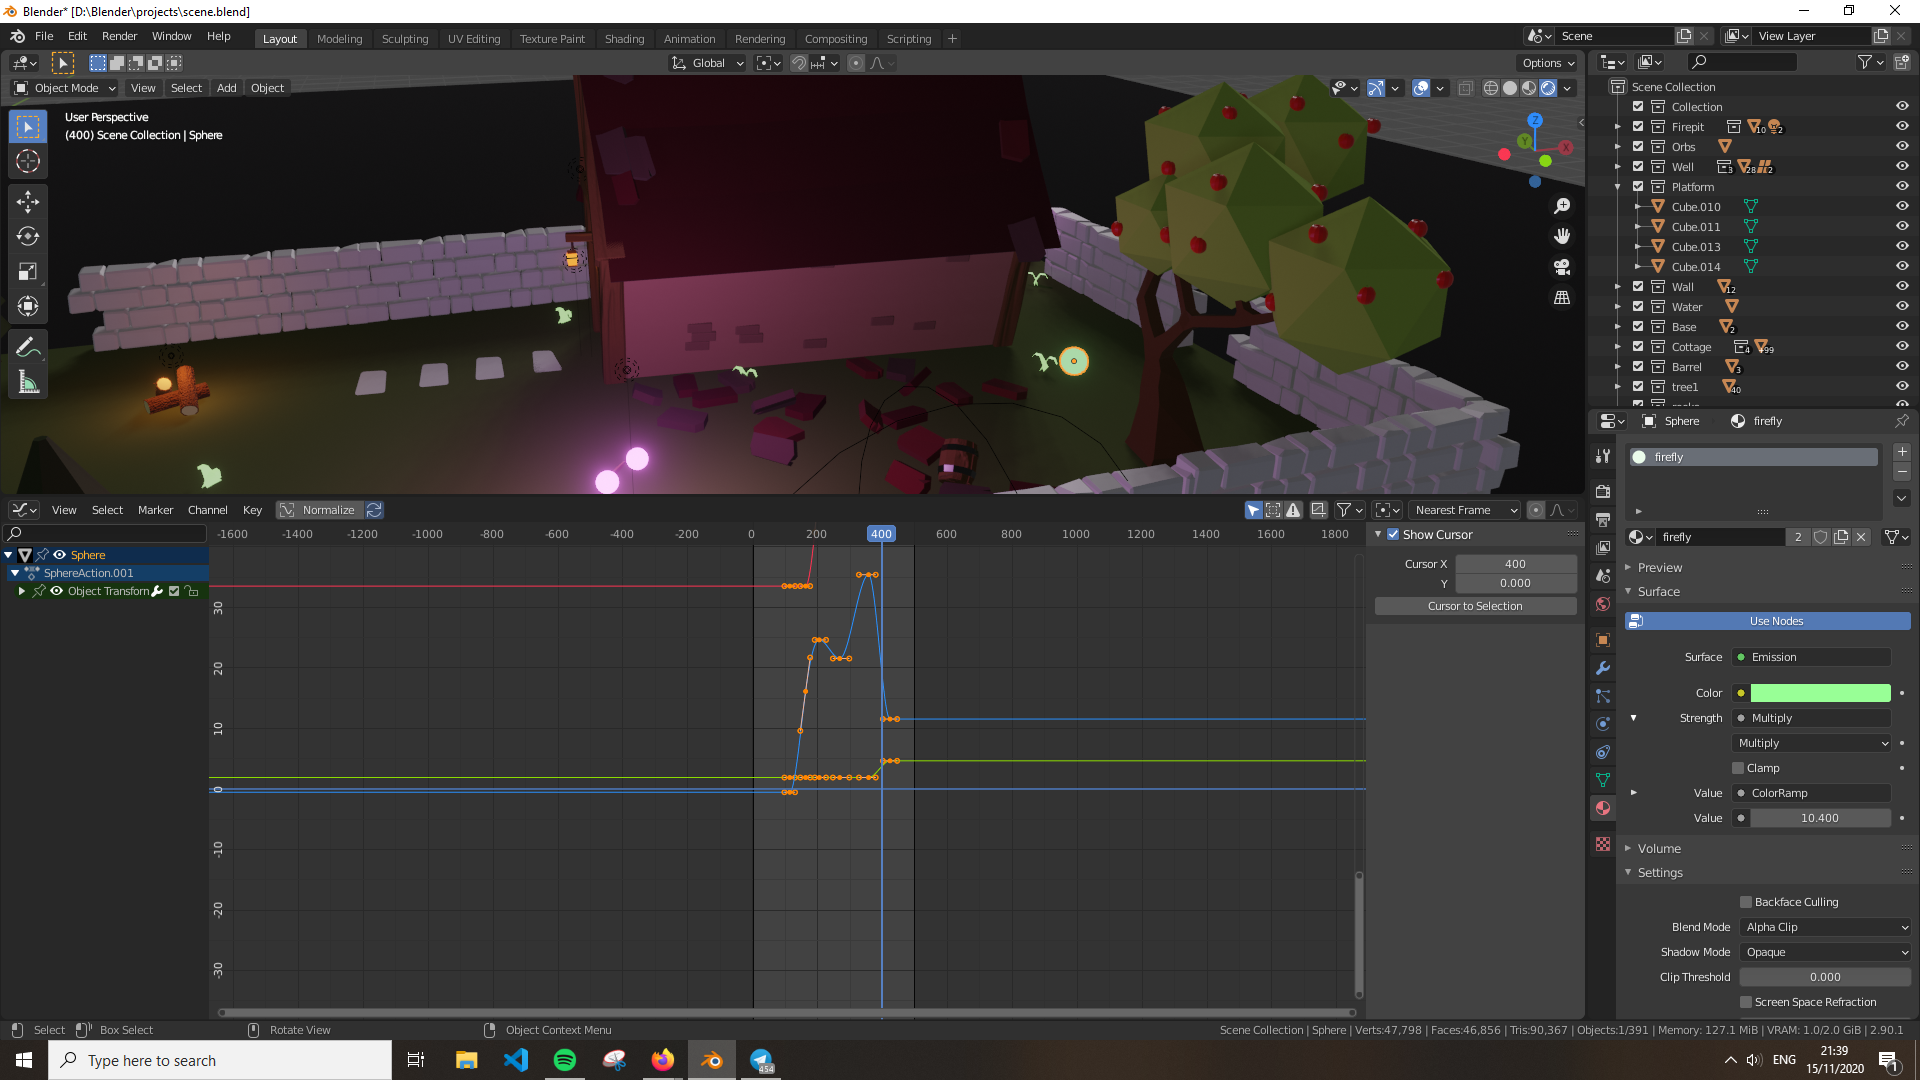 Blender* [D:\Blender\projects\scene.blend]
File Edit Render Window Help Layout Modeling Sculpting UV Editing Texture Paint Shading Animation Rendering Compositing Scripting + Scene View Layer
Global Options
Object Mode View Select Add Object
User Perspective
(400) Scene Collection | Sphere
Z
Y
X
Scene Collection
Collection
Firepit 10 2
Orbs
Well 3 28 2
Platform
Cube.010
Cube.011
Cube.013
Cube.014
Wall 12
Water
Base 2
Cottage 4 +99
Barrel 3
tree1 40
Sphere firefly
firefly
firefly 2
Preview
Surface
Use Nodes
Surface Emission
Color
Strength Multiply
Multiply
Clamp
Value ColorRamp
Value 10.400
Volume
Settings
Backface Culling
Blend Mode Alpha Clip
Shadow Mode Opaque
Clip Threshold 0.000
Screen Space Refraction
View Select Marker Channel Key Normalize Nearest Frame
-1600 -1400 -1200 -1000 -800 -600 -400 -200 0 200 400 600 800 1000 1200 1400 1600 1800
Sphere
SphereAction.001
Object Transform
30
20
10
0
-10
-20
-30
Show Cursor
Cursor X 400
Y 0.000
Cursor to Selection
Select Box Select Rotate View Object Context Menu
Scene Collection | Sphere | Verts:47,798 | Faces:46,856 | Tris:90,367 | Objects:1/391 | Memory: 127.1 MiB | VRAM: 1.0/2.0 GiB | 2.90.1
Type here to search
454
ENG
21:39
15/11/2020
1